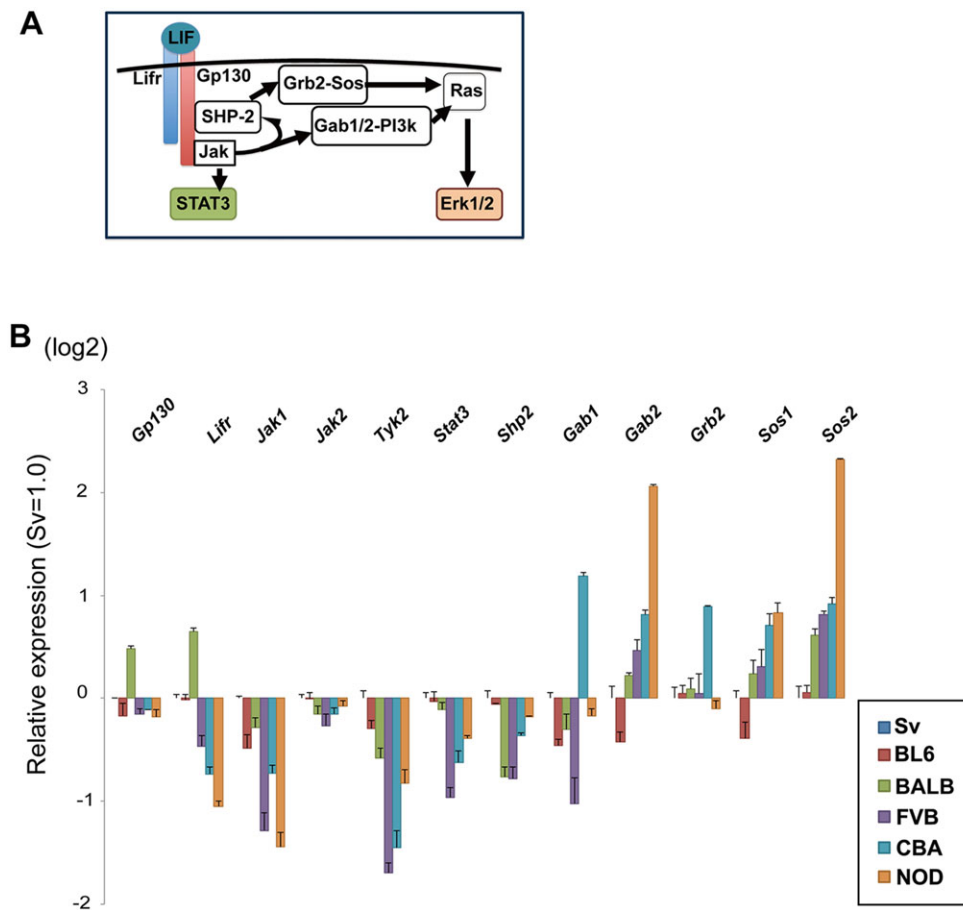 A
LIF
Lifr
Gp130
Grb2-Sos
Ras
SHP-2
Gab1/2-PI3k
Jak
STAT3
Erk1/2
B (log2)
Relative expression (Sv=1.0)
3
2
1
0
-1
-2
Gp130
Lifr
Jak1
Jak2
Tyk2
Stat3
Shp2
Gab1
Gab2
Grb2
Sos1
Sos2
Sv
BL6
BALB
FVB
CBA
NOD